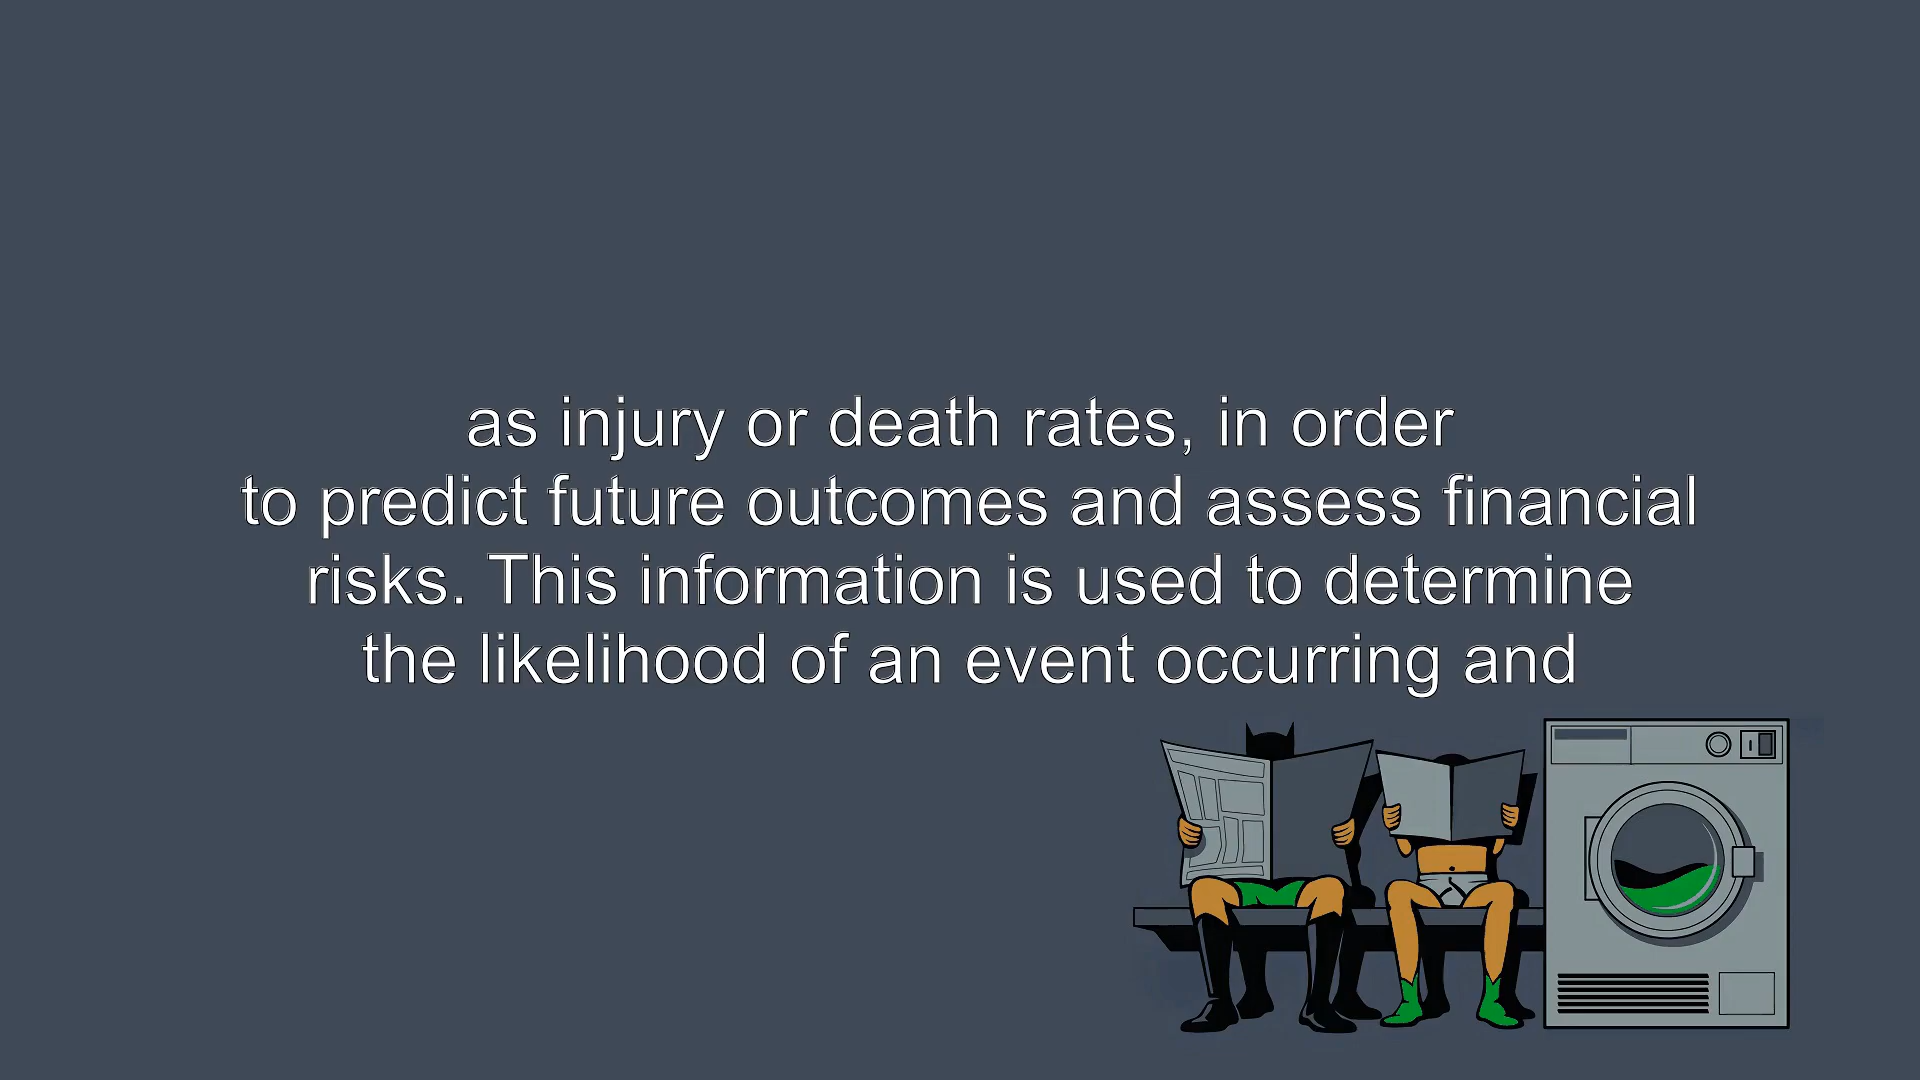 as injury or death rates, in order
to predict future outcomes and assess financial
risks. This information is used to determine
the likelihood of an event occurring and